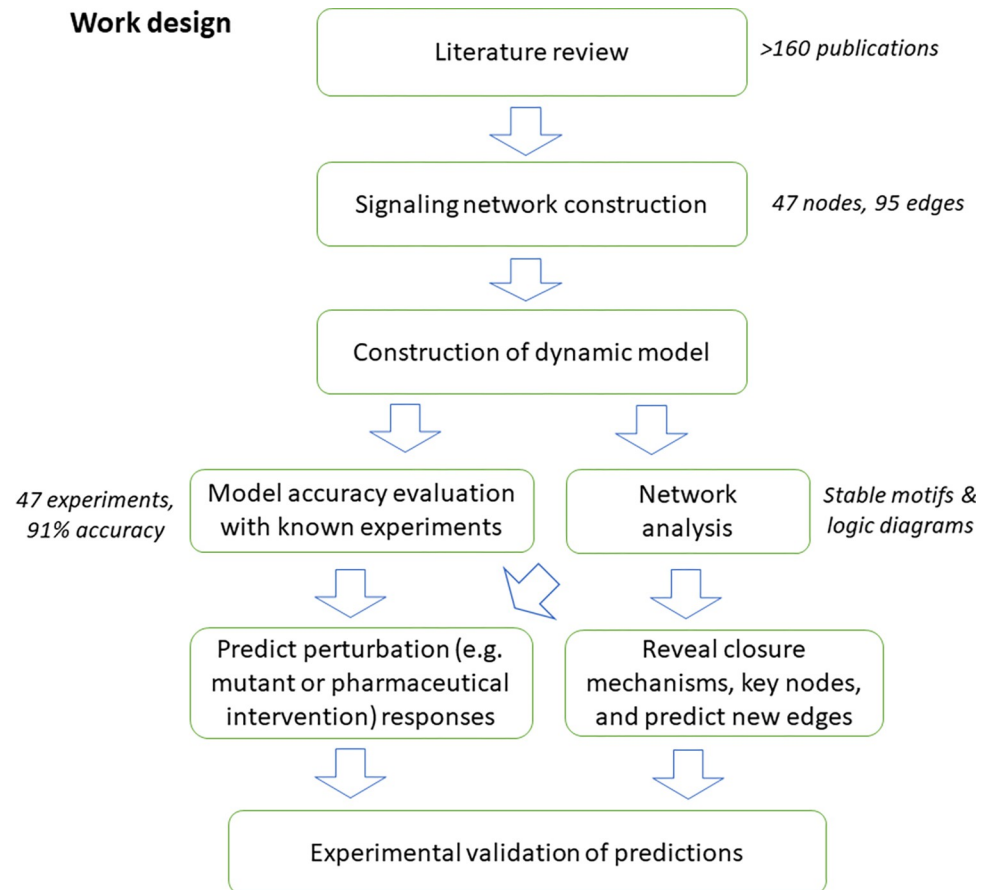 Work design
Literature review
>160 publications
Signaling network construction
47 nodes, 95 edges
Construction of dynamic model
47 experiments,
91% accuracy
Model accuracy evaluation
with known experiments
Network
analysis
Stable motifs &
logic diagrams
Predict perturbation (e.g.
mutant or pharmaceutical
intervention) responses
Reveal closure
mechanisms, key nodes,
and predict new edges
Experimental validation of predictions